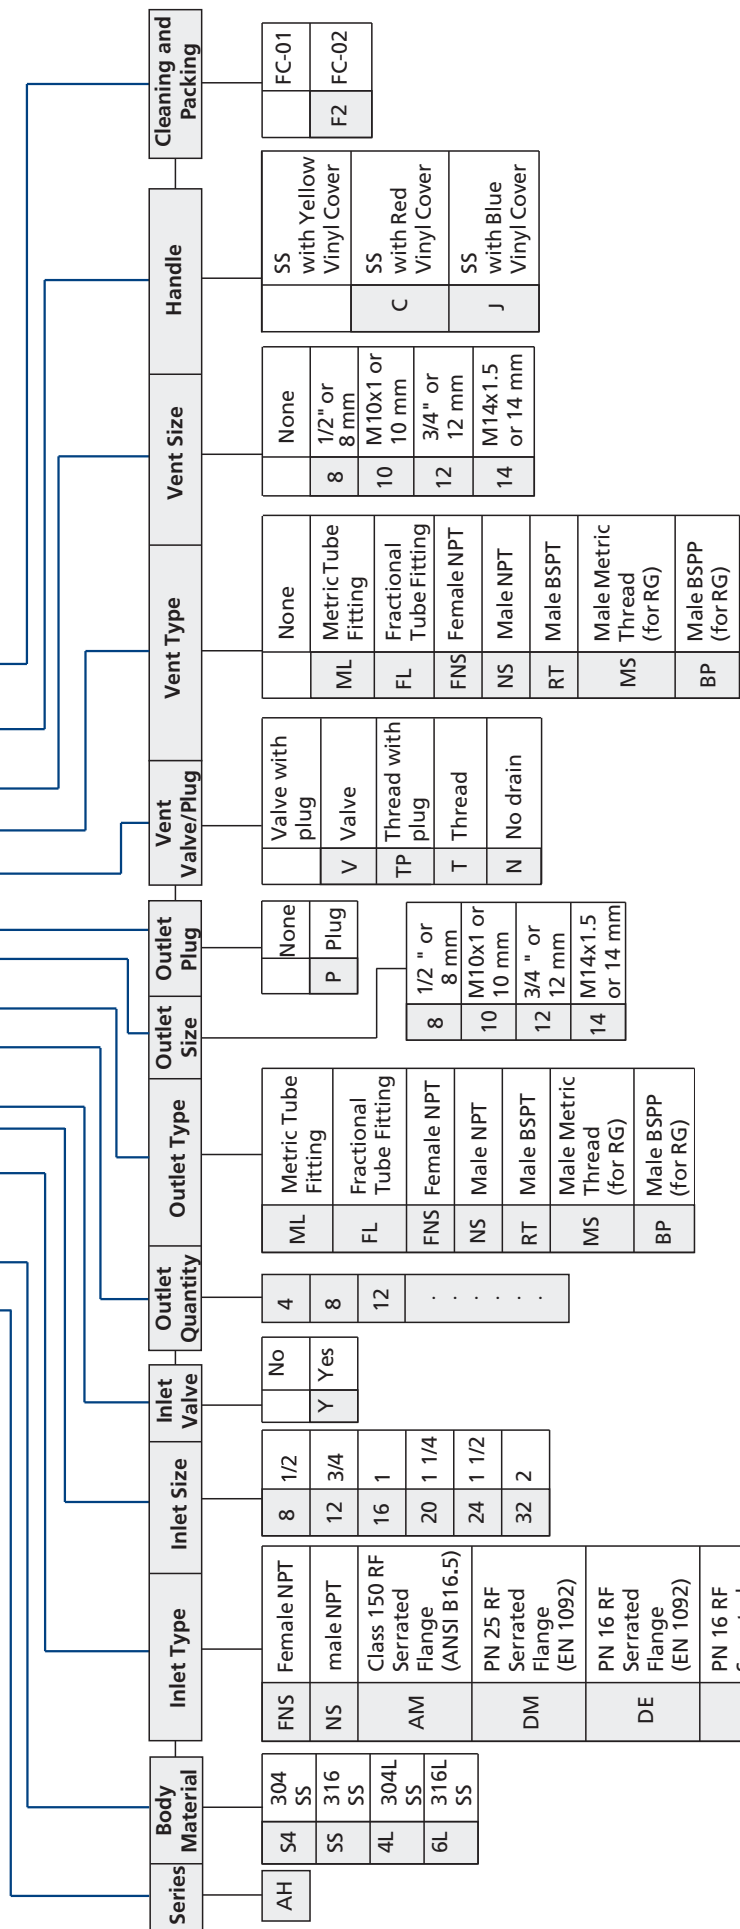 Series
AH
Body
Material
S4
304
SS
SS
316
SS
4L
304L
SS
6L
316L
SS
Inlet Type
FNS
Female NPT
NS
male NPT
AM
Class 150 RF
Serrated
Flange
(ANSI B16.5)
DM
PN 25 RF
Serrated
Flange
(EN 1092)
DE
PN 16 RF
Serrated
Flange
(EN 1092)
PN 16 RF
Inlet Size
8
1/2
12
3/4
16
1
20
1 1/4
24
1 1/2
32
2
Inlet
Valve
No
Y
Yes
Outlet
Quantity
4
8
12
. . . . . .
Outlet Type
ML
Metric Tube
Fitting
FL
Fractional
Tube Fitting
FNS
Female NPT
NS
Male NPT
RT
Male BSPT
MS
Male Metric
Thread
(for RG)
BP
Male BSPP
(for RG)
Outlet
Size
8
1/2 " or
8 mm
10
M10x1 or
10 mm
12
3/4 " or
12 mm
14
M14x1.5
or 14 mm
Outlet
Plug
None
P
Plug
Vent
Valve/Plug
Valve with
plug
V
Valve
TP
Thread with
plug
T
Thread
N
No drain
Vent Type
None
ML
Metric Tube
Fitting
FL
Fractional
Tube Fitting
FNS
Female NPT
NS
Male NPT
RT
Male BSPT
MS
Male Metric
Thread
(for RG)
BP
Male BSPP
(for RG)
Vent Size
None
8
1/2" or
8 mm
10
M10x1 or
10 mm
12
3/4" or
12 mm
14
M14x1.5
or 14 mm
Handle
SS
with Yellow
Vinyl Cover
C
SS
with Red
Vinyl Cover
J
SS
with Blue
Vinyl Cover
Cleaning and
Packing
FC-01
F2
FC-02